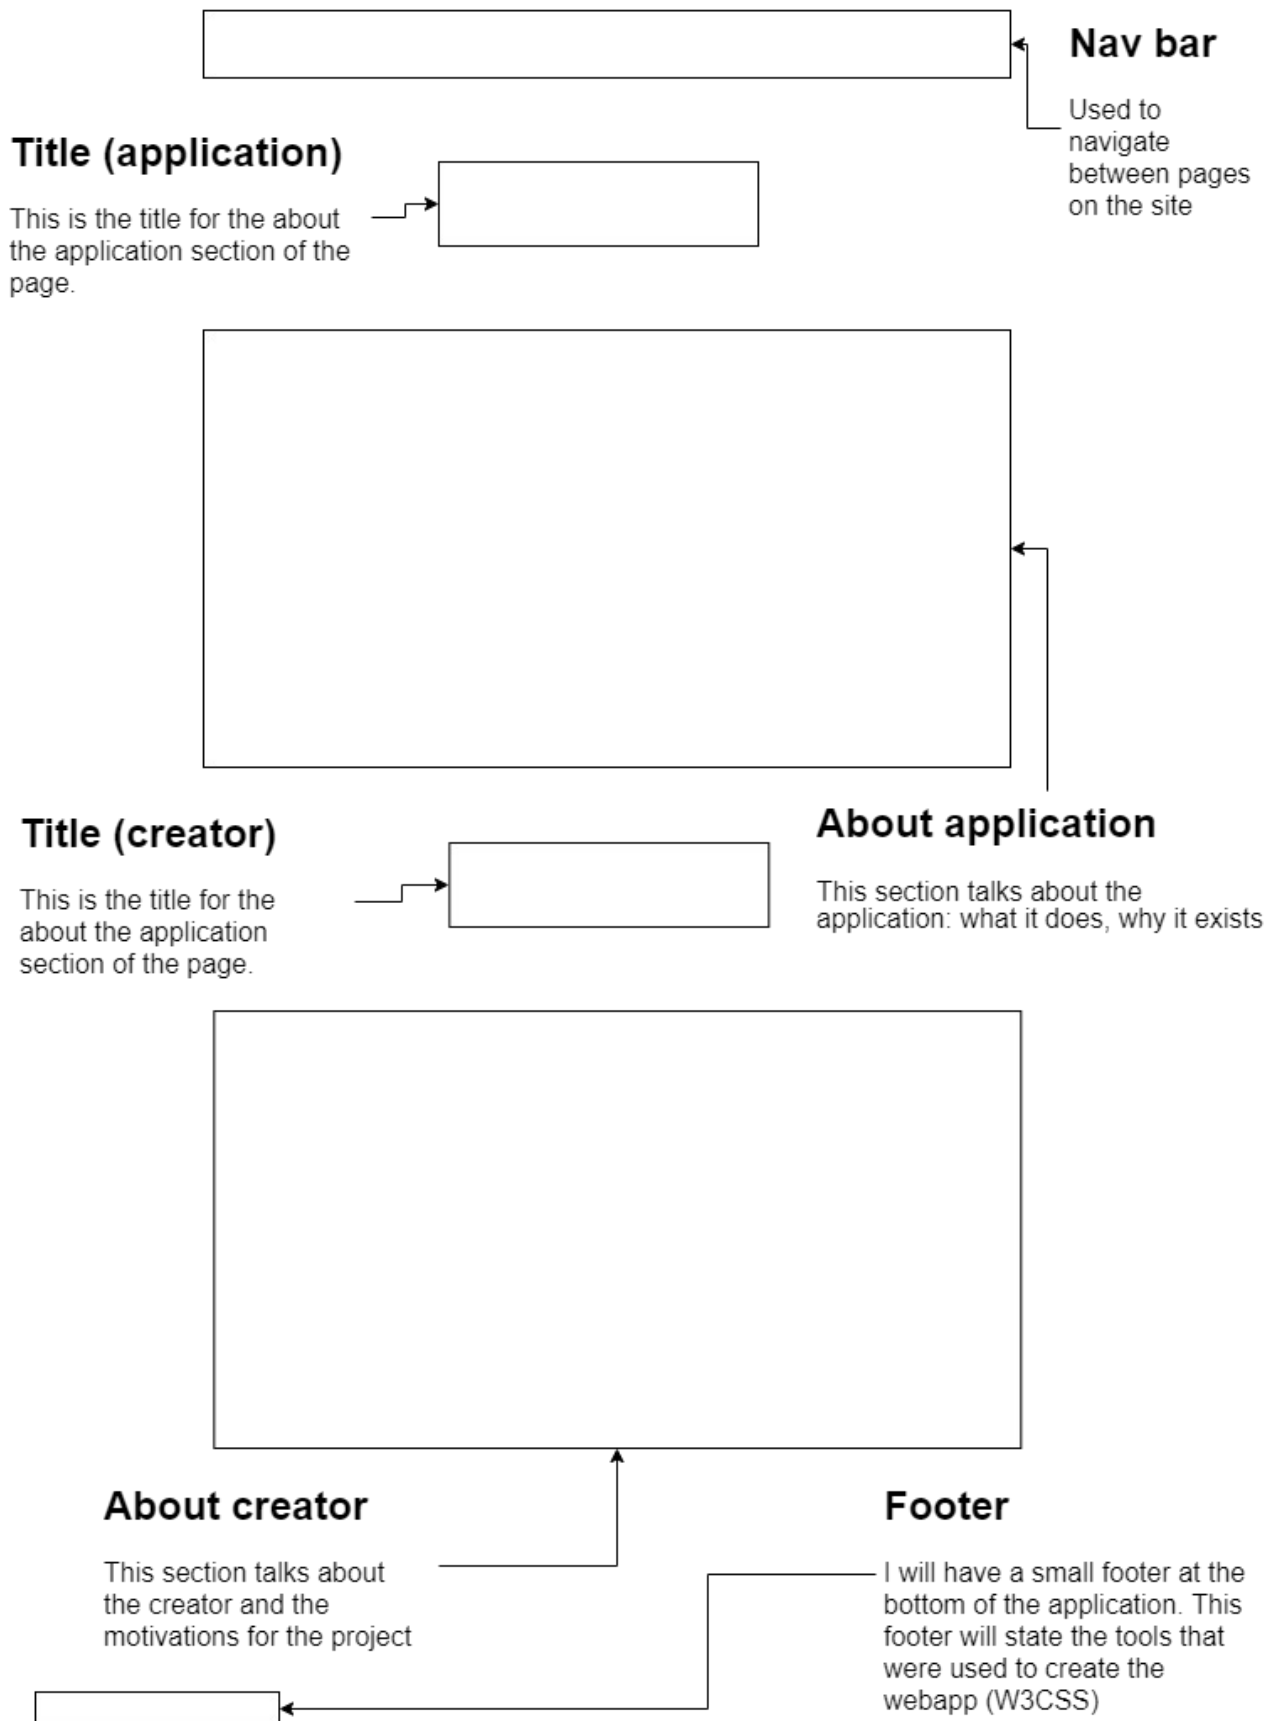 Nav bar
Used to
navigate
between pages
on the site
Title (application)
This is the title for the about
the application section of the
page.
Title (creator)
This is the title for the
about the application
section of the page.
About application
This section talks about the
application: what it does, why it exists
About creator
This section talks about
the creator and the
motivations for the project
Footer
I will have a small footer at the
bottom of the application. This
footer will state the tools that
were used to create the
webapp (W3CSS)